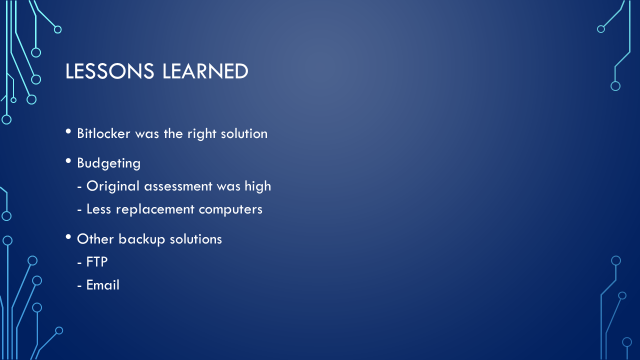 LESSONS LEARNED
• Bitlocker was the right solution
• Budgeting
- Original assessment was high
- Less replacement computers
• Other backup solutions
- FTP
- Email